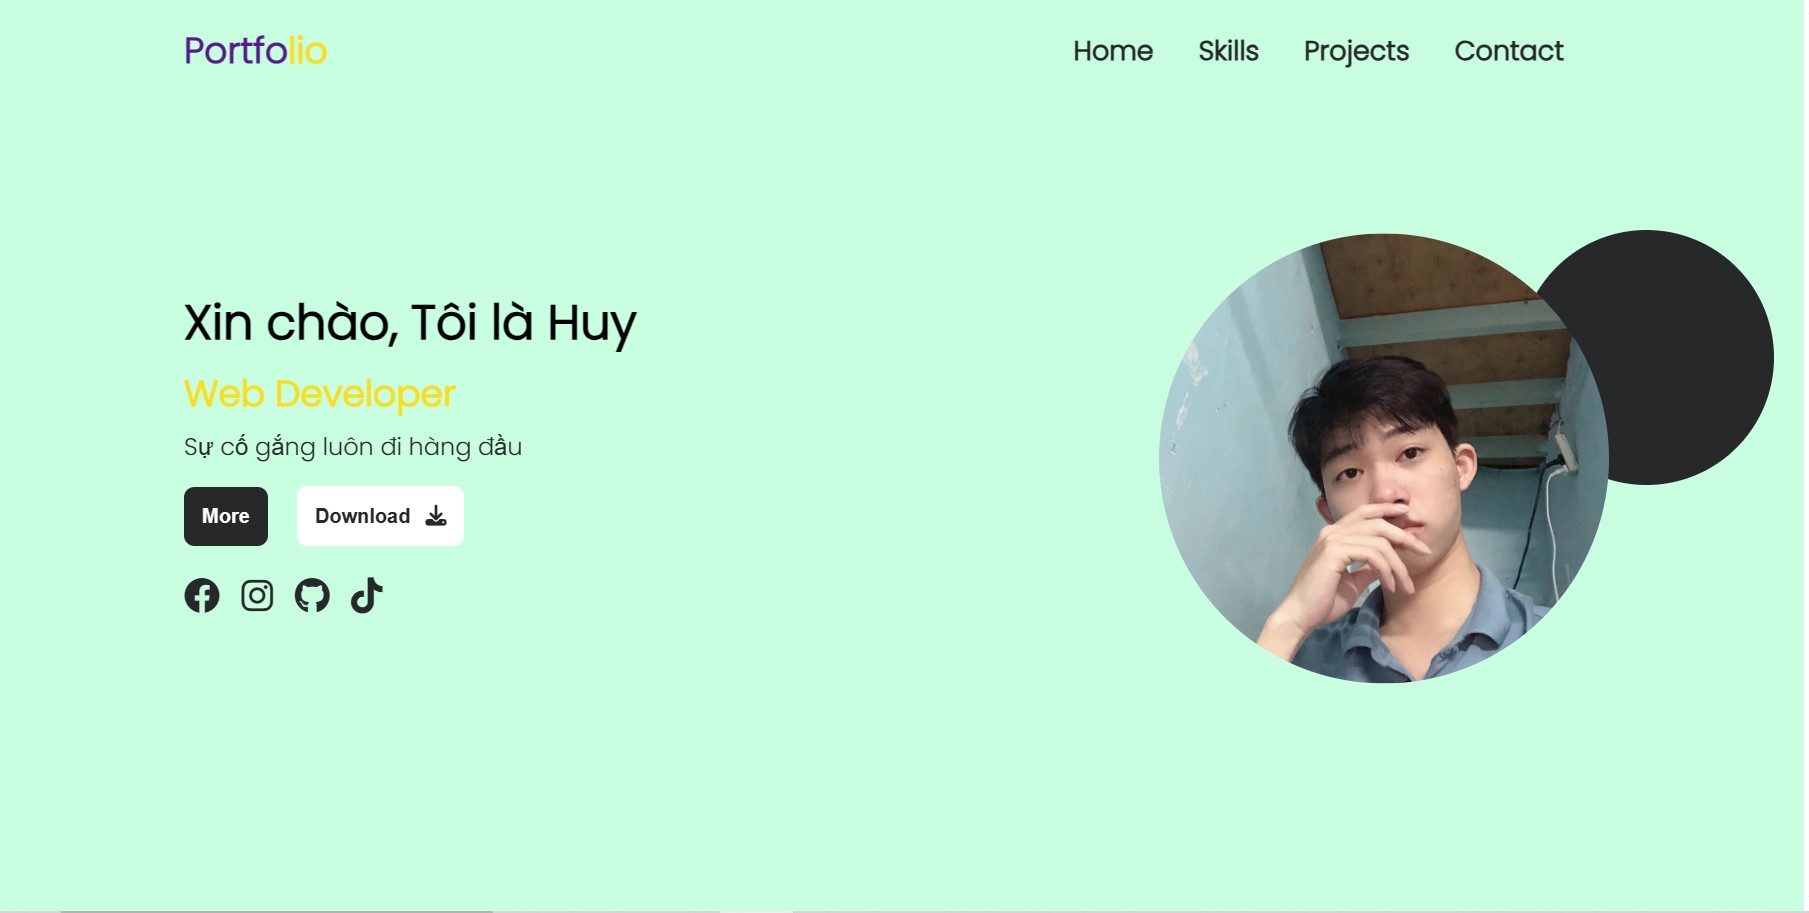 Portfolio
Home Skills Projects Contact
Xin chào, Tôi là Huy
Web Developer
Sự cố gắng luôn đi hàng đầu
More Download